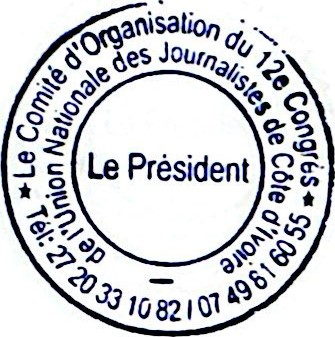 ★ Le Comité d'Organisation du 12e Congrès ★
de l'Union Nationale des Journalistes de Côte d'Ivoire
Le Président
Tél: 27 20 33 10 82 / 07 49 61 60 55